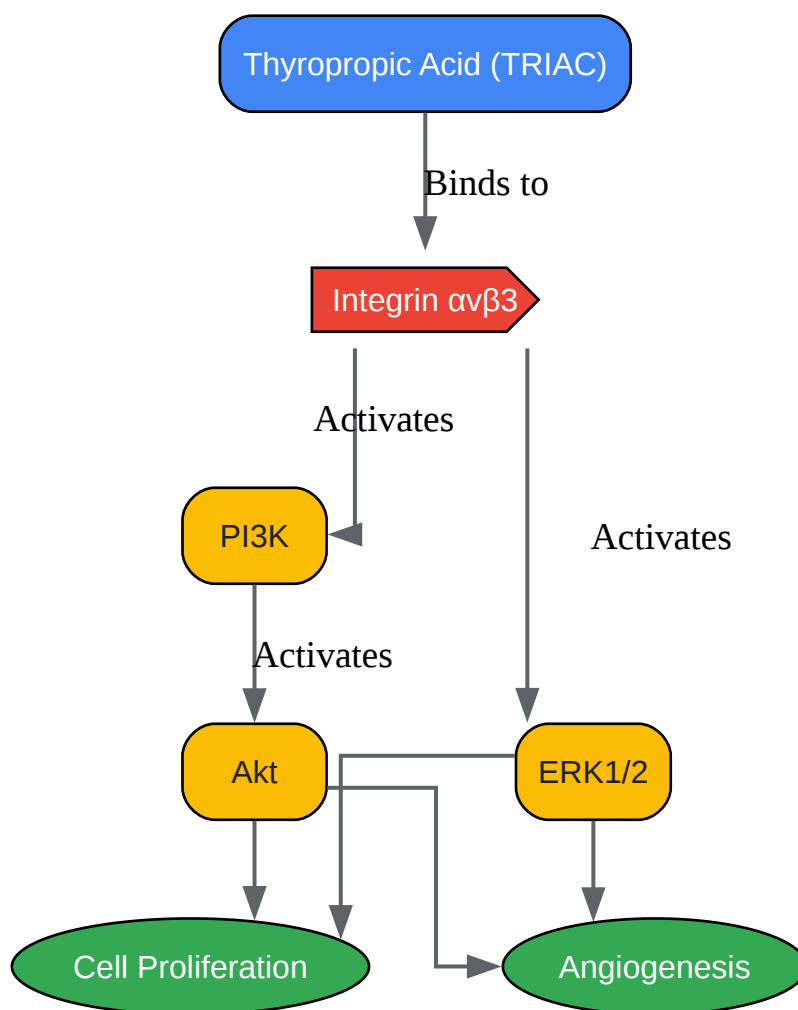 Thyropropic Acid (TRIAC)
Binds to
Integrin αvβ3
Activates
PI3K
Activates
Activates
Akt
ERK1/2
Cell Proliferation
Angiogenesis